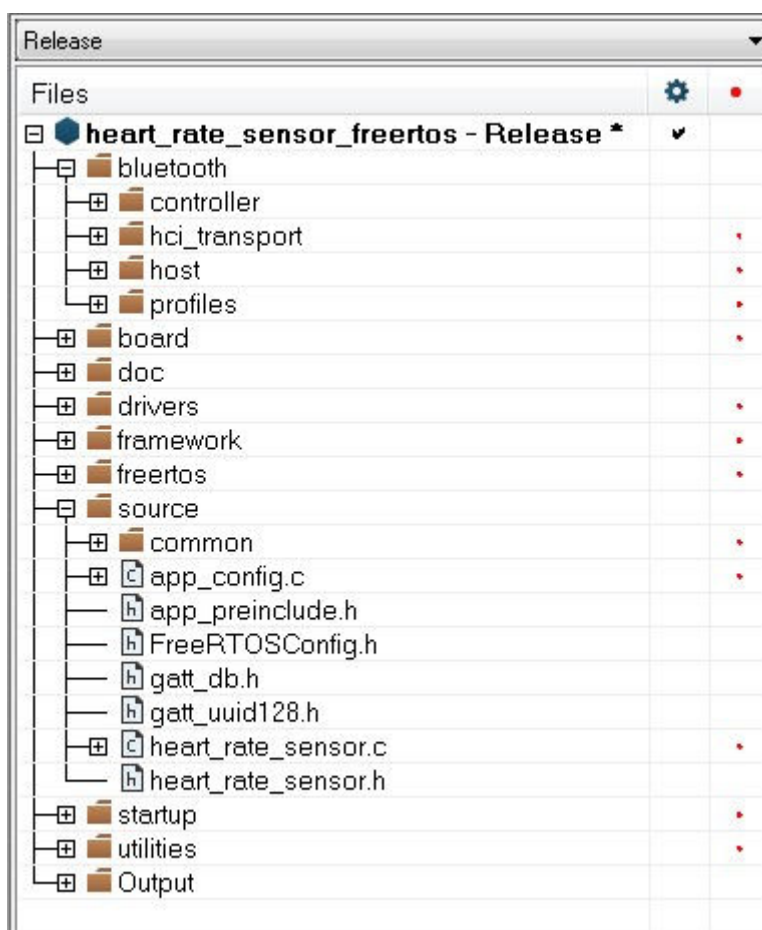 Release
Files
heart_rate_sensor_freertos - Release *
bluetooth
controller
hci_transport
host
profiles
board
doc
drivers
framework
freertos
source
common
app_config.c
app_preinclude.h
FreeRTOSConfig.h
gatt_db.h
gatt_uuid128.h
heart_rate_sensor.c
heart_rate_sensor.h
startup
utilities
Output